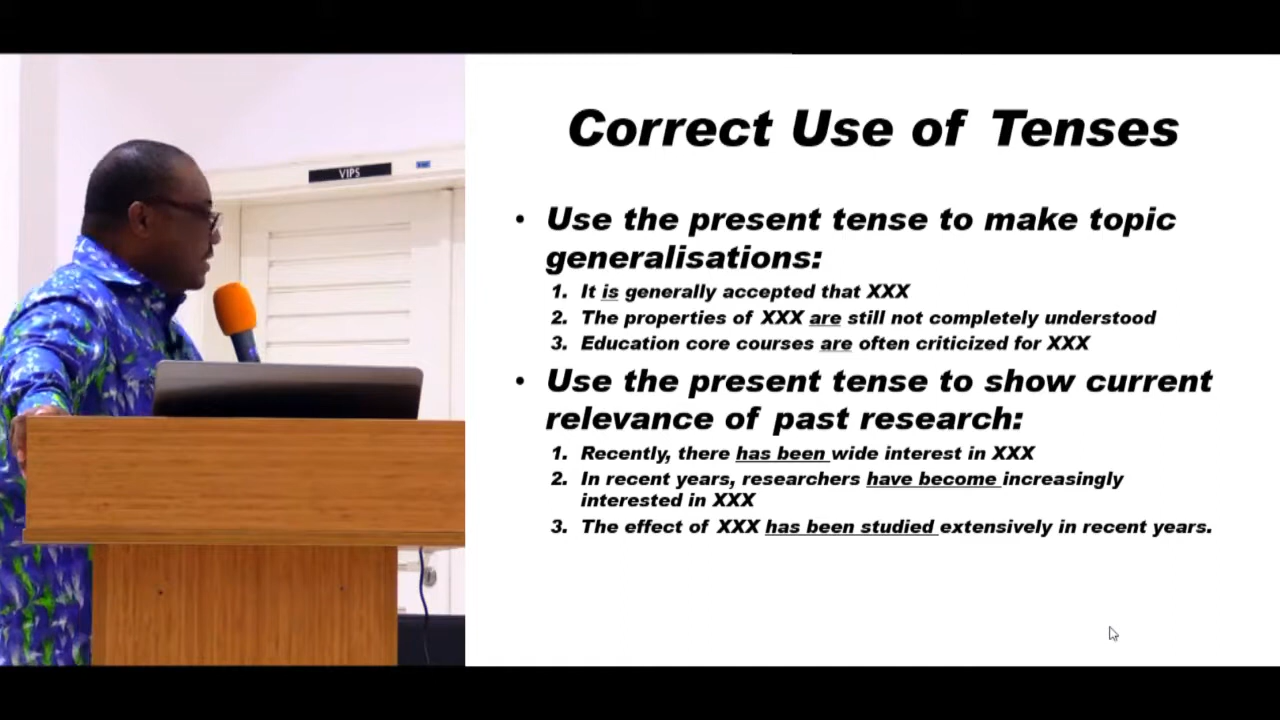 VIPS
Correct Use of Tenses
• Use the present tense to make topic
generalisations:
1. It is generally accepted that XXX
2. The properties of XXX are still not completely understood
3. Education core courses are often criticized for XXX
• Use the present tense to show current
relevance of past research:
1. Recently, there has been wide interest in XXX
2. In recent years, researchers have become increasingly
interested in XXX
3. The effect of XXX has been studied extensively in recent years.